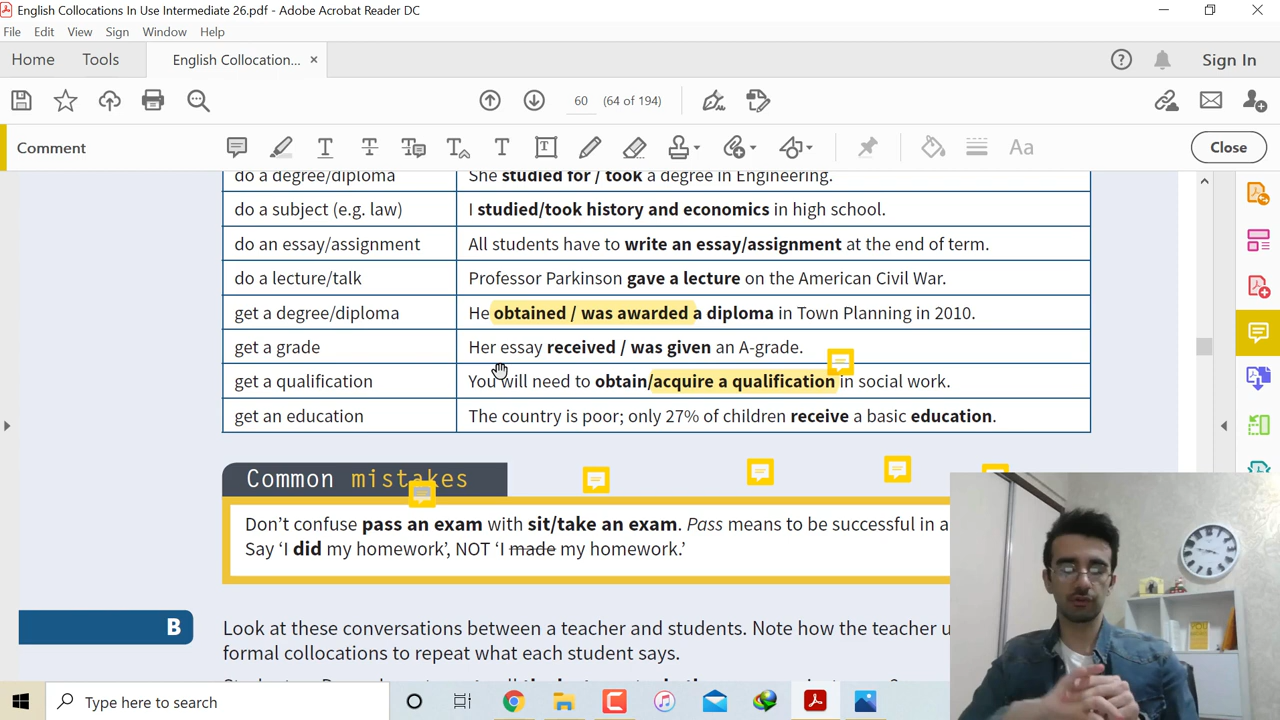 English Collocations In Use Intermediate 26.pdf - Adobe Acrobat Reader DC
File Edit View Sign Window Help
Home Tools English Collocation... × Sign In
60 (64 of 194)
Comment Close
do a degree/diploma She studied for / took a degree in Engineering.
do a subject (e.g. law) I studied/took history and economics in high school.
do an essay/assignment All students have to write an essay/assignment at the end of term.
do a lecture/talk Professor Parkinson gave a lecture on the American Civil War.
get a degree/diploma He obtained / was awarded a diploma in Town Planning in 2010.
get a grade Her essay received / was given an A-grade.
get a qualification You will need to obtain/acquire a qualification in social work.
get an education The country is poor; only 27% of children receive a basic education.
Common mistakes
Don't confuse pass an exam with sit/take an exam. Pass means to be successful in a
Say ‘I did my homework’, NOT ‘I made my homework.’
B Look at these conversations between a teacher and students. Note how the teacher u
formal collocations to repeat what each student says.
Type here to search